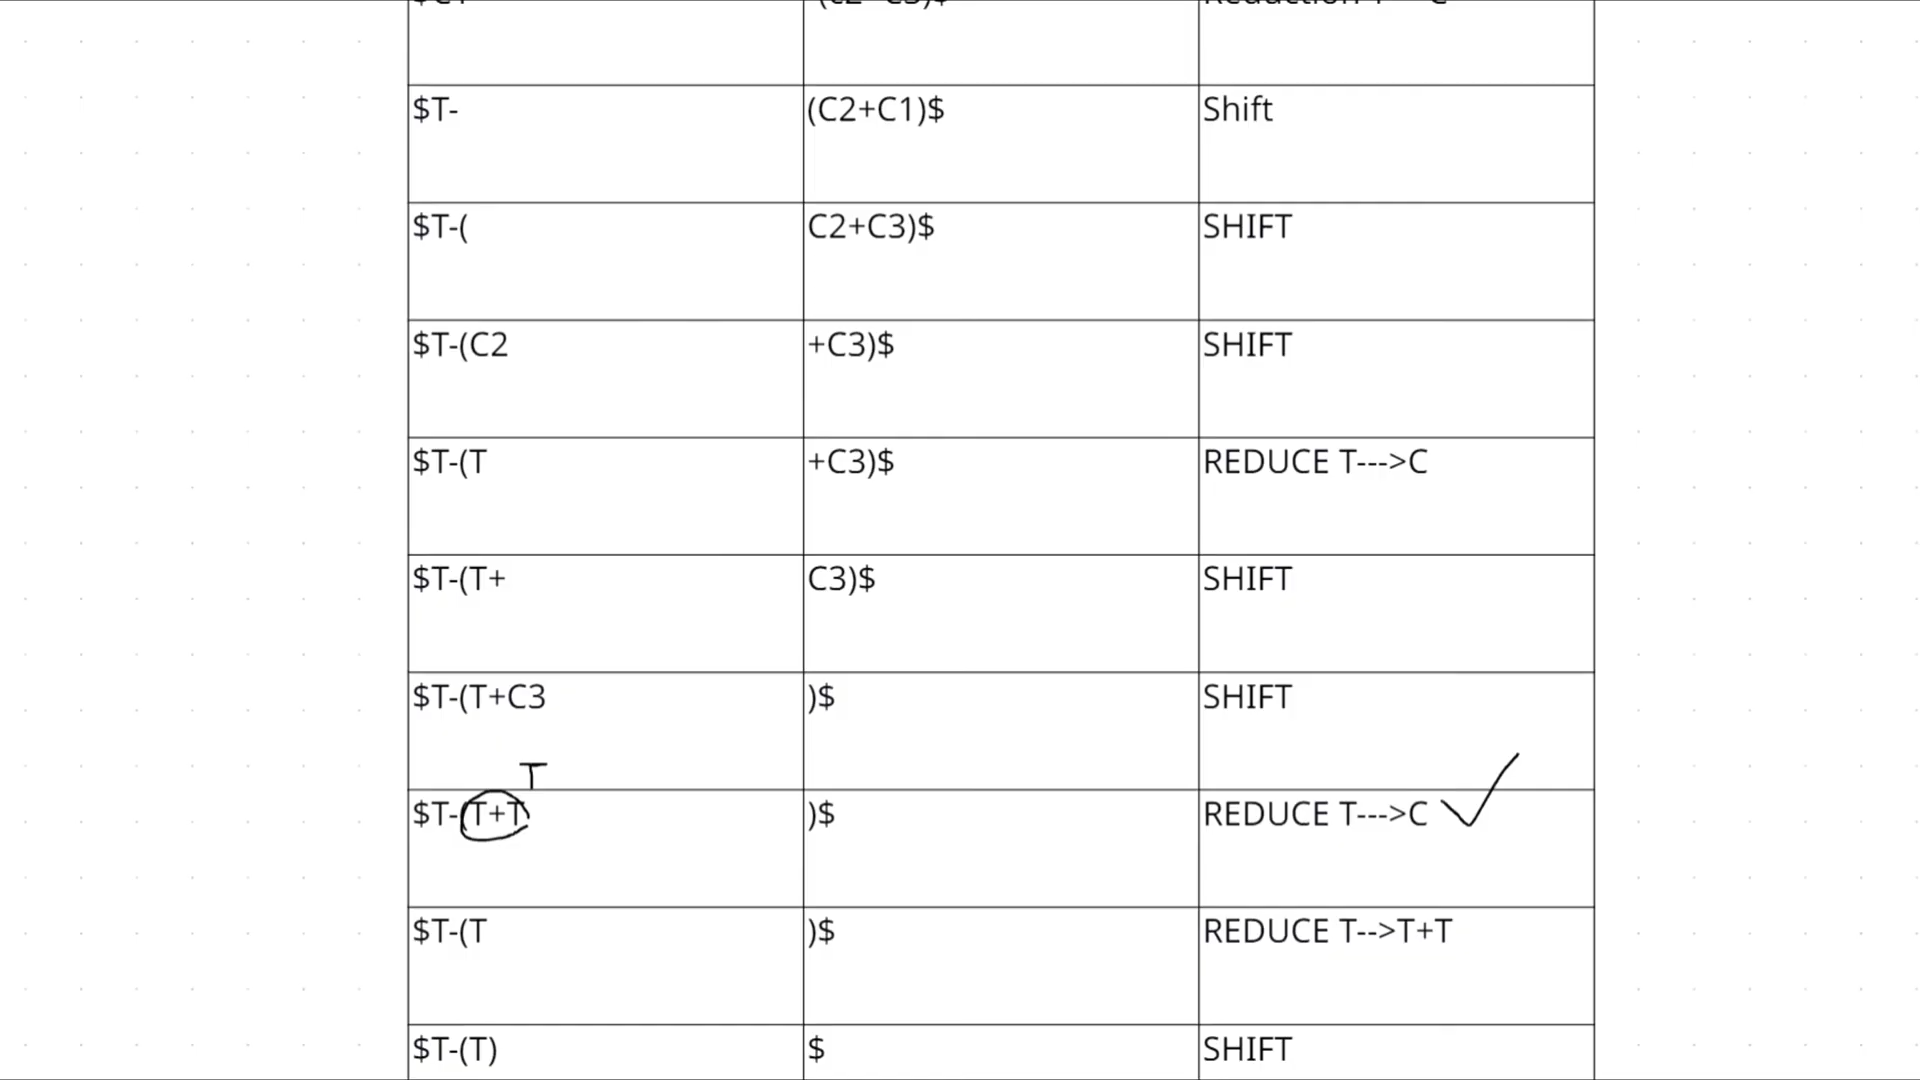 $T- (C2+C1)$ Shift
$T-( C2+C3)$ SHIFT
$T-(C2 +C3)$ SHIFT
$T-(T +C3)$ REDUCE T--->C
$T-(T+ C3)$ SHIFT
$T-(T+C3 )$ SHIFT
T
$T-(T+T )$ REDUCE T--->C
$T-(T )$ REDUCE T-->T+T
$T-(T) $ SHIFT